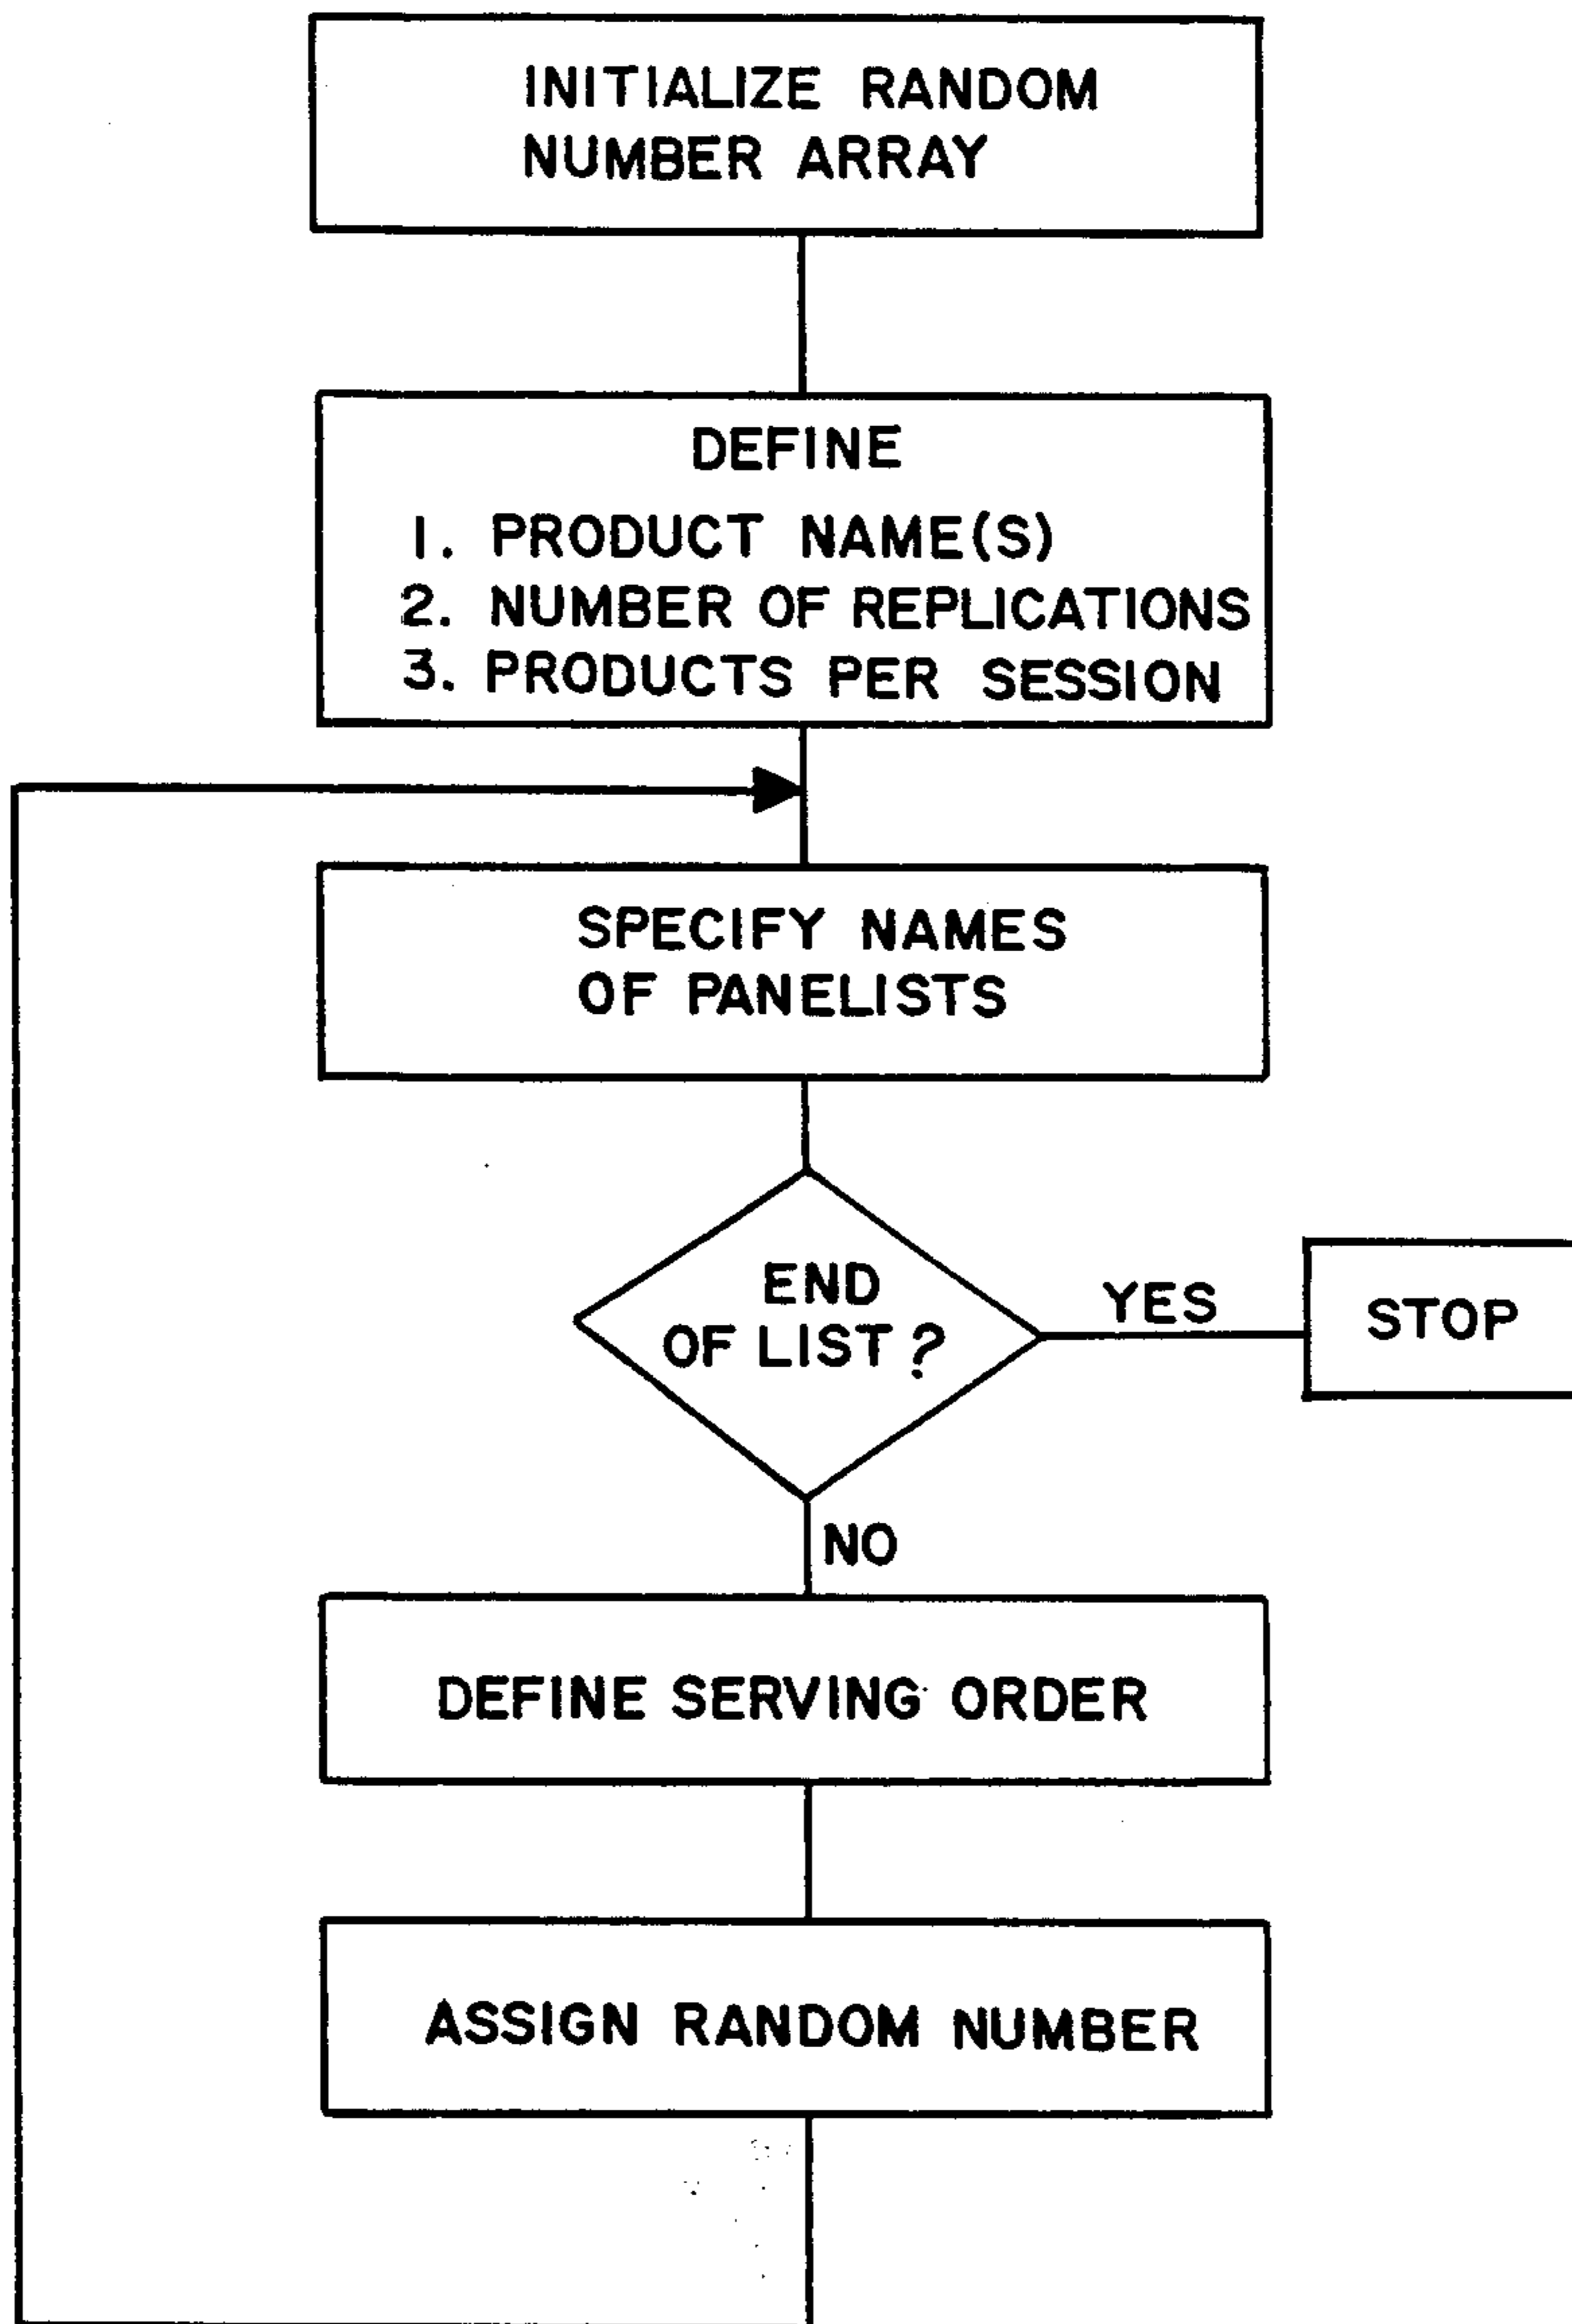 INITIALIZE RANDOM
NUMBER ARRAY
DEFINE
1. PRODUCT NAME(S)
2. NUMBER OF REPLICATIONS
3. PRODUCTS PER SESSION
SPECIFY NAMES
OF PANELISTS
END
OF LIST?
YES
STOP
NO
DEFINE SERVING ORDER
ASSIGN RANDOM NUMBER